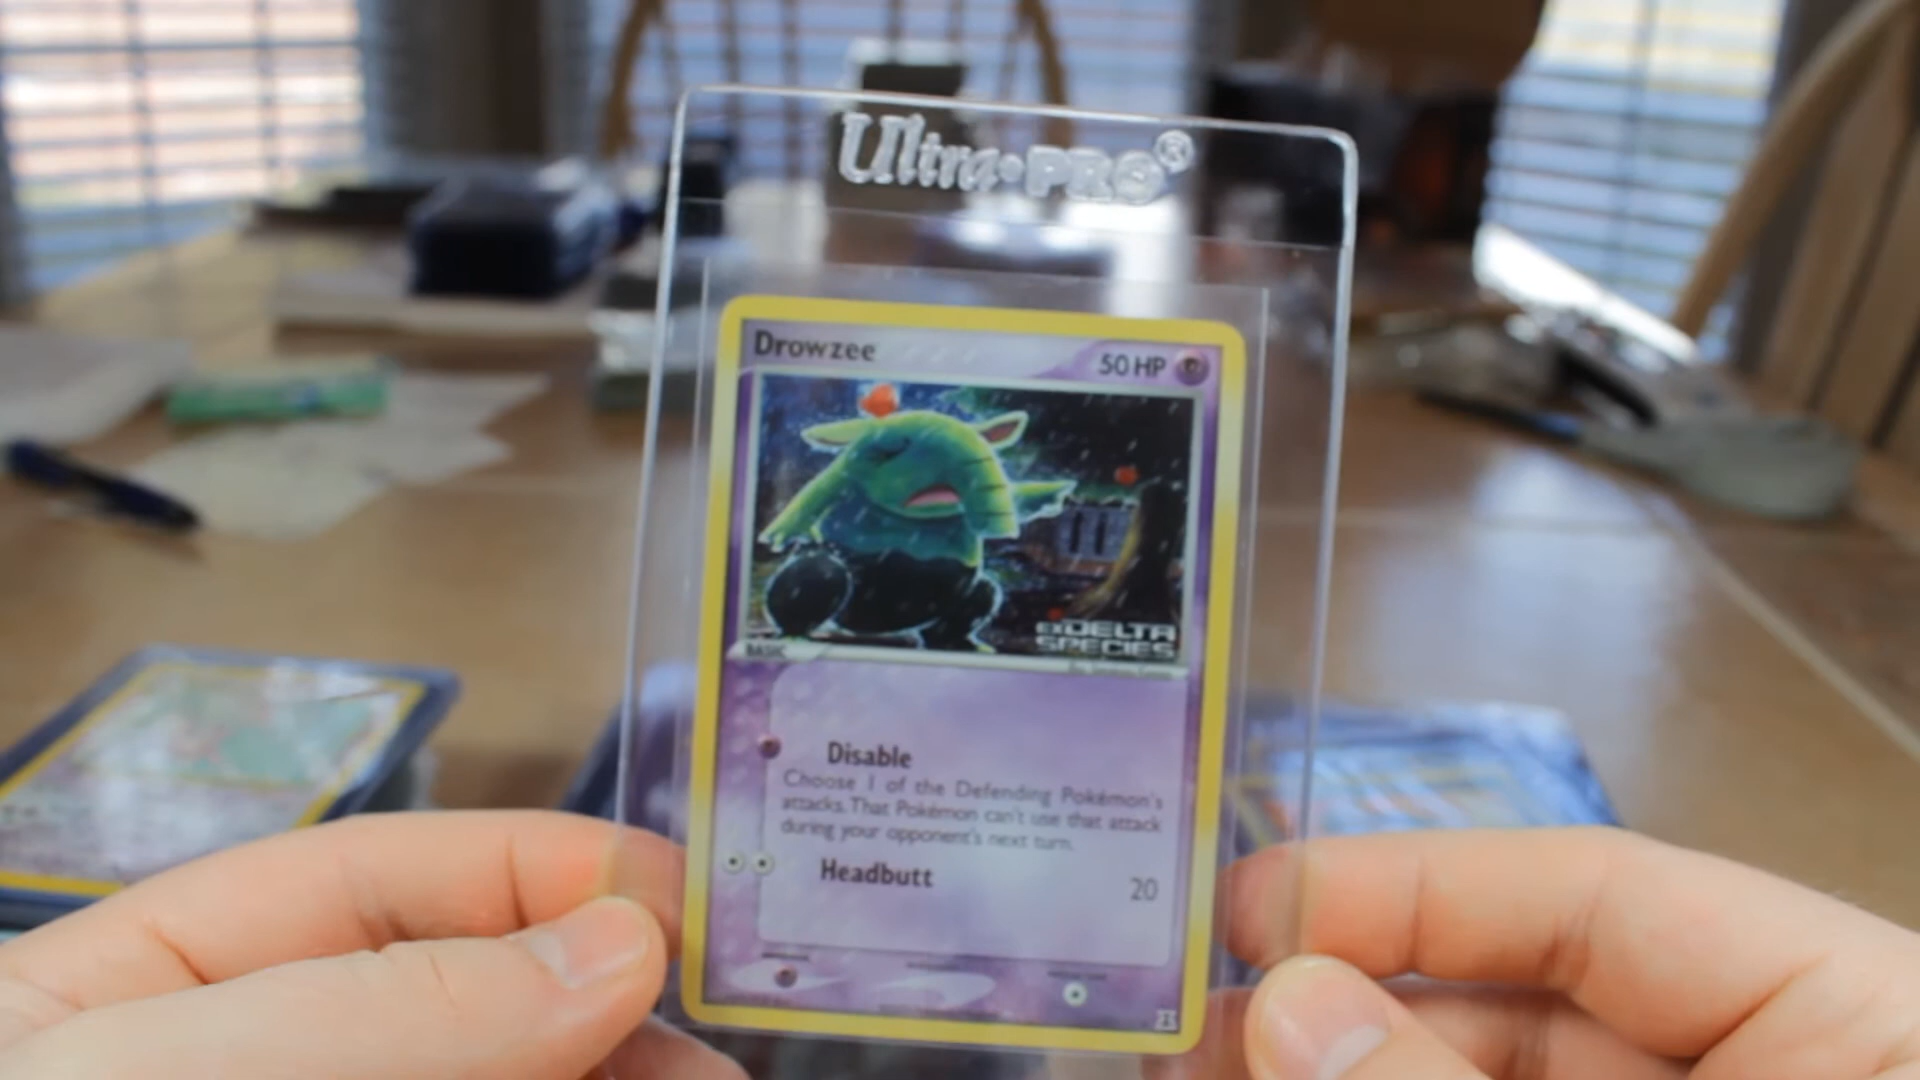 Ultra•PRO®
Drowzee
50 HP
EX DELTA
SPECIES
BASIC
Disable
Choose 1 of the Defending Pokémon's
attacks. That Pokémon can't use that attack
during your opponent's next turn.
Headbutt
20